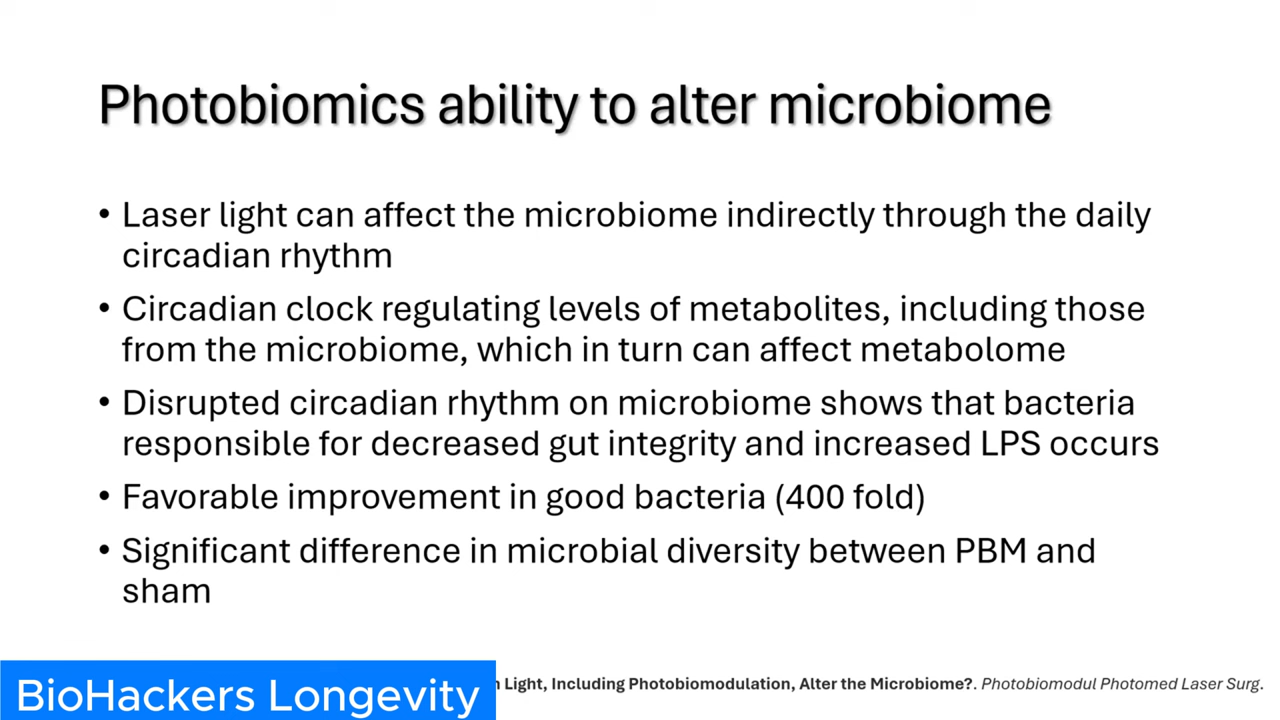 Photobiomics ability to alter microbiome
• Laser light can affect the microbiome indirectly through the daily
circadian rhythm
• Circadian clock regulating levels of metabolites, including those
from the microbiome, which in turn can affect metabolome
• Disrupted circadian rhythm on microbiome shows that bacteria
responsible for decreased gut integrity and increased LPS occurs
• Favorable improvement in good bacteria (400 fold)
• Significant difference in microbial diversity between PBM and
sham
Light, Including Photobiomodulation, Alter the Microbiome?. Photobiomodul Photomed Laser Surg.
BioHackers Longevity